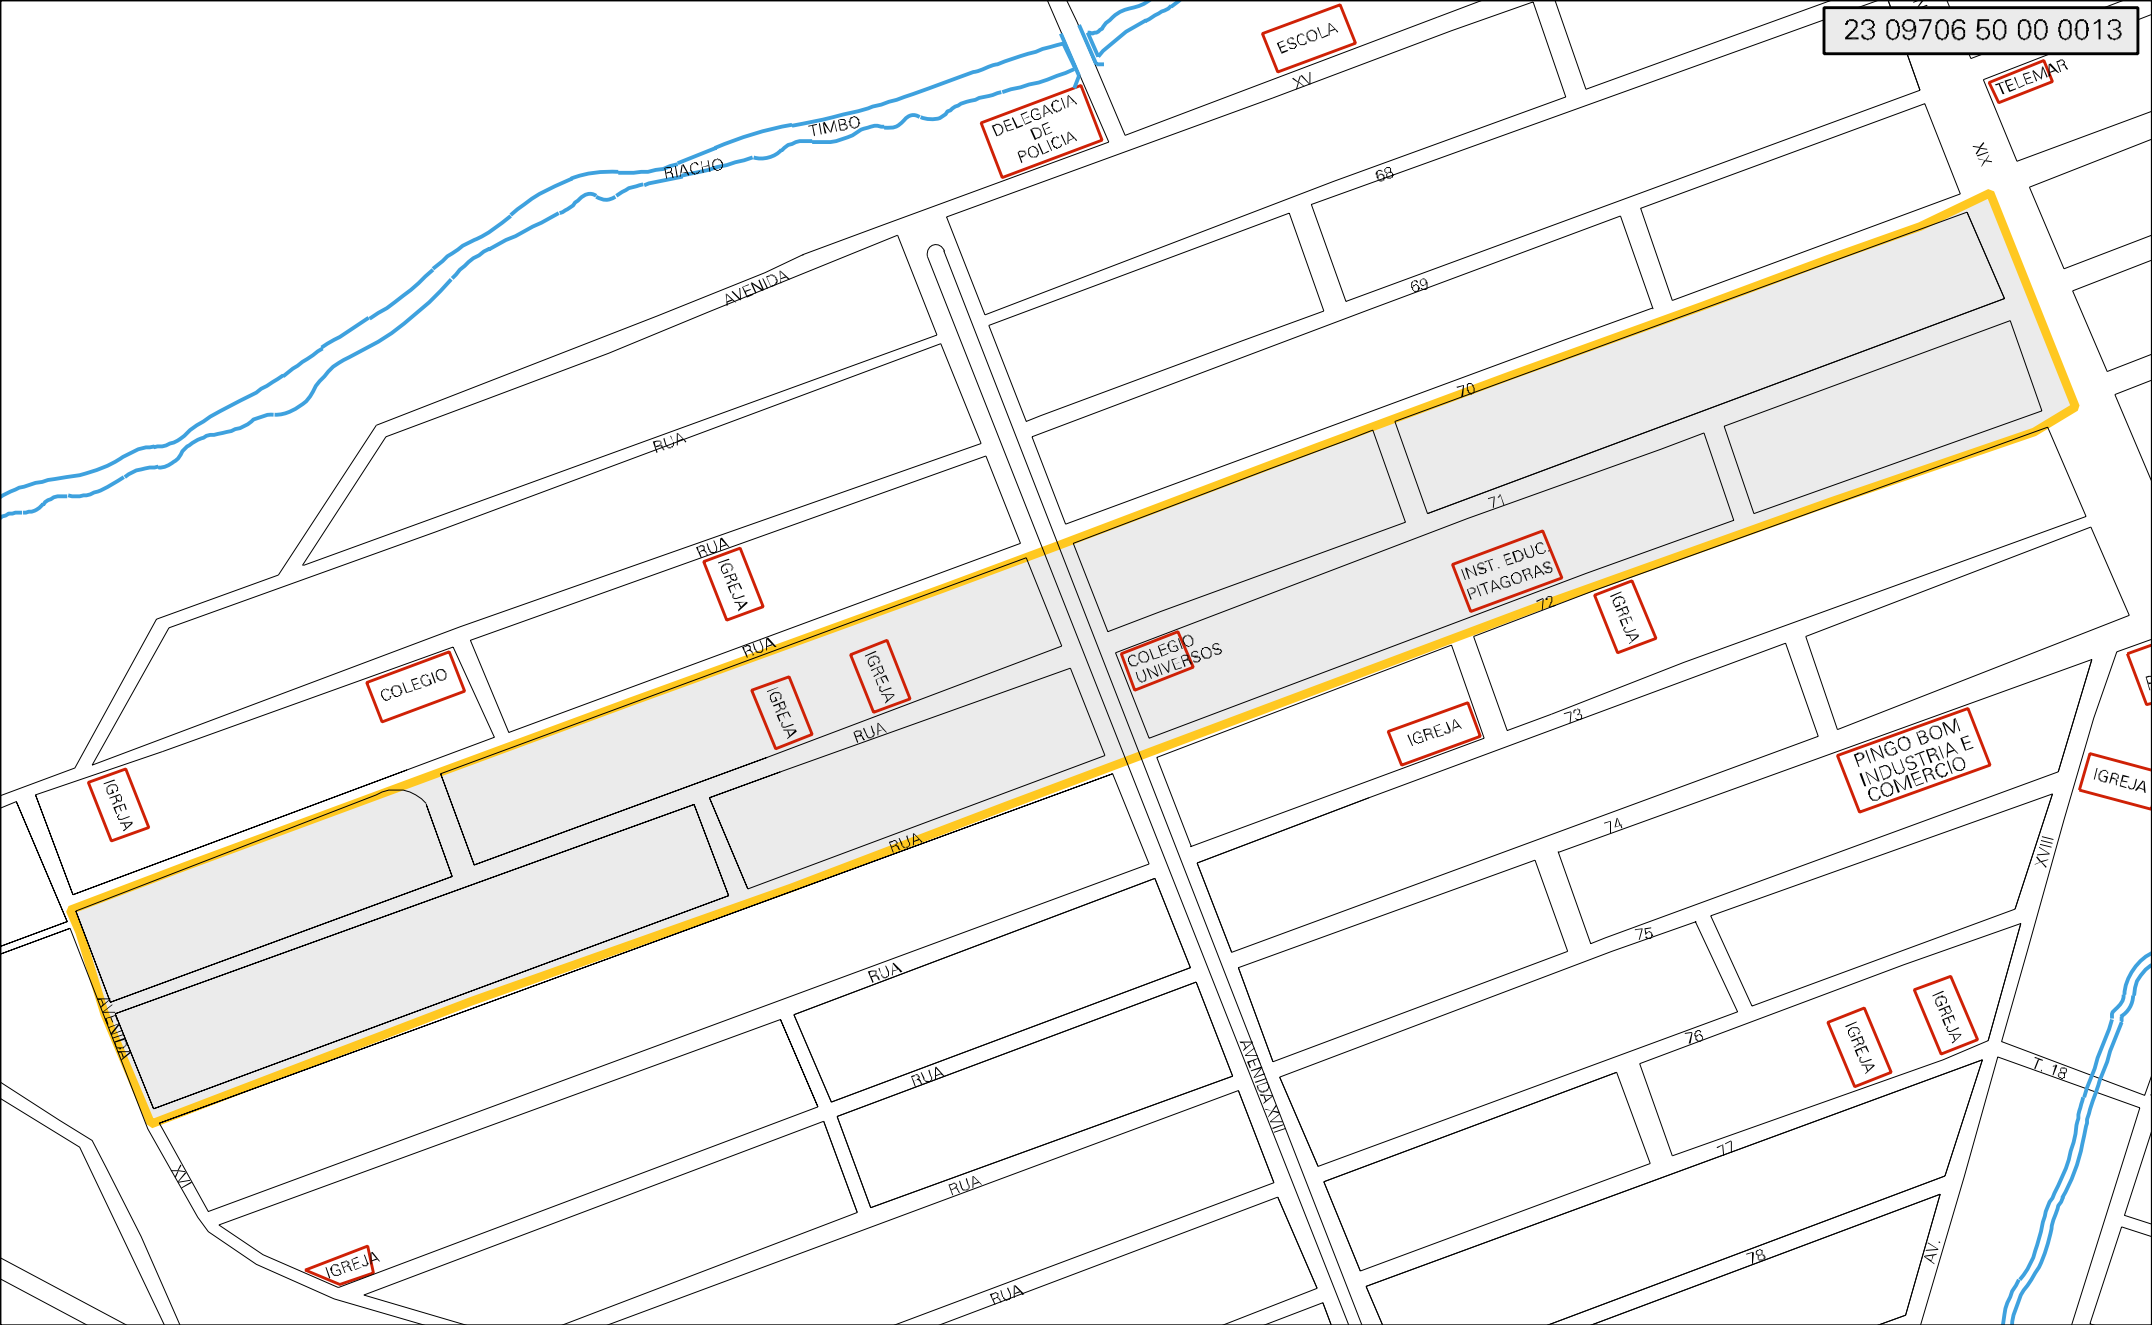 23 09706 50 00 0013
ESCOLA
XV
TELEMAR
DELEGACIA
DE
POLICIA
TIMBO
RIACHO
XIX
68
AVENIDA
69
70
RUA
71
RUA
IGREJA
INST. EDUC.
PITAGORAS
72
IGREJA
COLEGIO
UNIVERSOS
RUA
IGREJA
IGREJA
COLEGIO
RUA
73
IGREJA
PINGO BOM
INDUSTRIA E
COMERCIO
IGREJA
IGREJA
RUA
74
XVIII
75
RUA
AVENIDA
AVENIDA XVII
76
IGREJA
IGREJA
T. 18
RUA
77
XVI
RUA
78
AV.
IGREJA
RUA